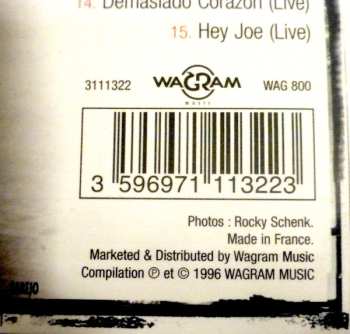 14. Demasiado Corazon (Live)
15. Hey Joe (Live)
3111322 WAGRAM MUSIC WAG 800
3 596971 113223
Photos : Rocky Schenk.
Made in France.
Marketed & Distributed by Wagram Music
Compilation ℗ et © 1996 WAGRAM MUSIC